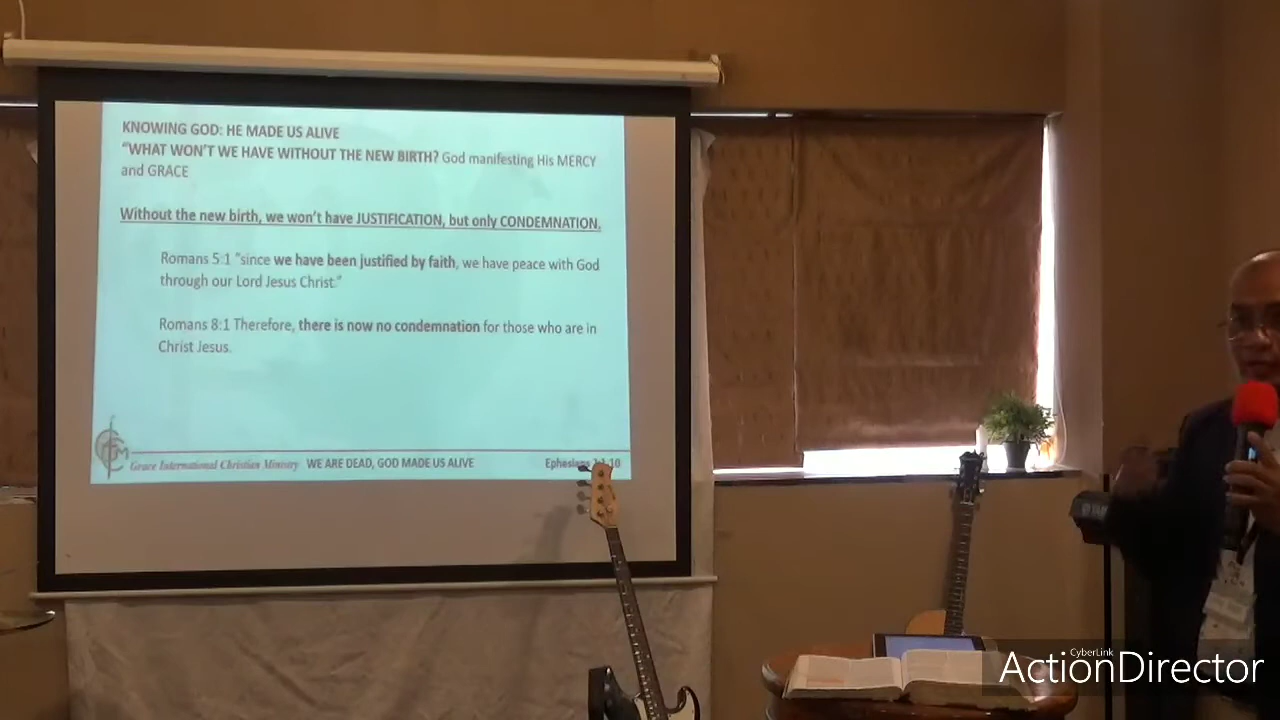 KNOWING GOD: HE MADE US ALIVE
“WHAT WON'T WE HAVE WITHOUT THE NEW BIRTH? God manifesting His MERCY
and GRACE
Without the new birth, we won't have JUSTIFICATION, but only CONDEMNATION.
Romans 5:1 "since we have been justified by faith, we have peace with God
through our Lord Jesus Christ."
Romans 8:1 Therefore, there is now no condemnation for those who are in
Christ Jesus.
Grace International Christian Ministry WE ARE DEAD, GOD MADE US ALIVE Ephesians
CyberLink
ActionDirector